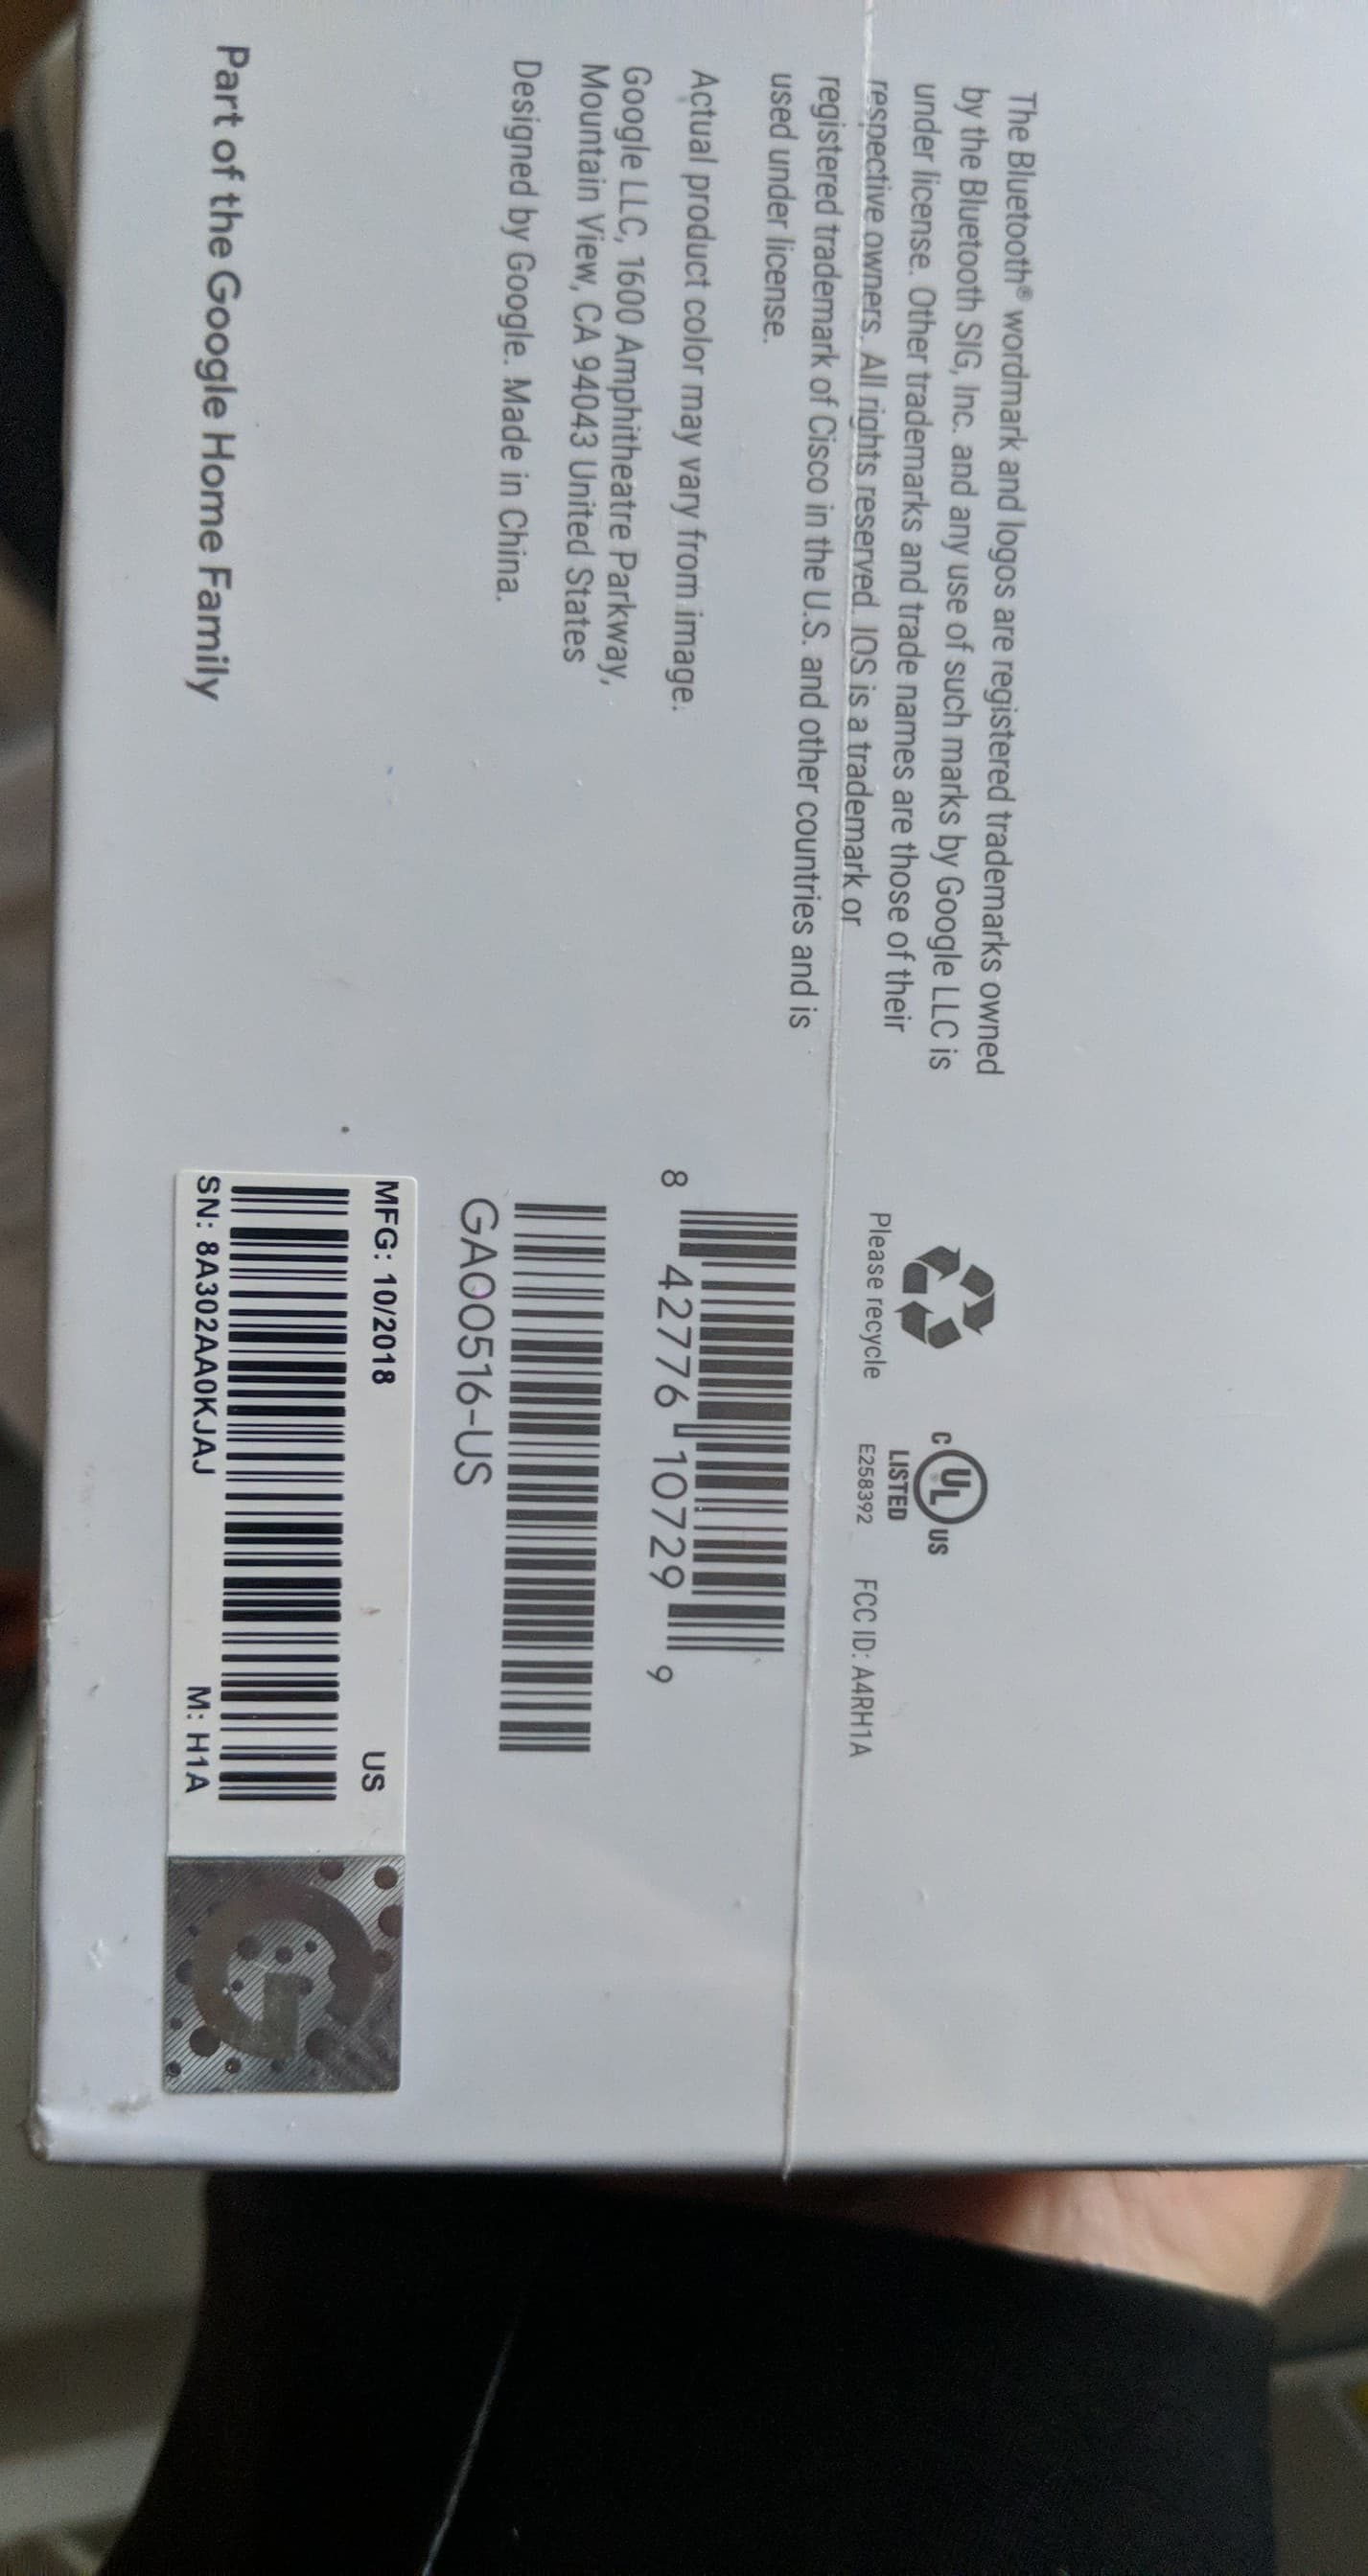 The Bluetooth® wordmark and logos are registered trademarks owned
by the Bluetooth SIG, Inc. and any use of such marks by Google LLC is
under license. Other trademarks and trade names are those of their
respective owners. All rights reserved. IOS is a trademark or
registered trademark of Cisco in the U.S. and other countries and is
used under license.
Actual product color may vary from image.
Google LLC, 1600 Amphitheatre Parkway,
Mountain View, CA 94043 United States
Designed by Google. Made in China.
Part of the Google Home Family
Please recycle
C UL US
LISTED
E258392
FCC ID: A4RH1A
8 42776 10729 9
GA00516-US
MFG: 10/2018 US
SN: 8A302AA0KJAJ M: H1A
G